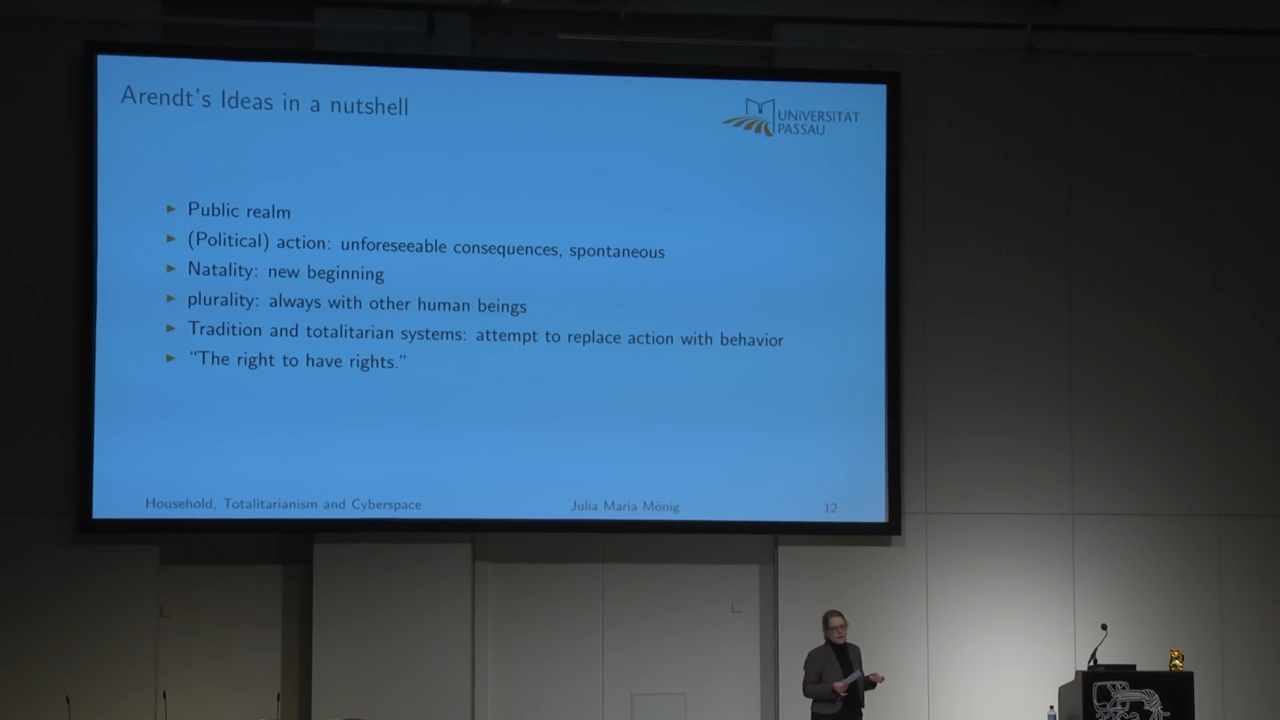 Arendt's Ideas in a nutshell
UNIVERSITÄT
PASSAU
Public realm
(Political) action: unforeseeable consequences, spontaneous
Natality: new beginning
plurality: always with other human beings
Tradition and totalitarian systems: attempt to replace action with behavior
"The right to have rights."
Household, Totalitarianism and Cyberspace
Julia Maria Mönig
12